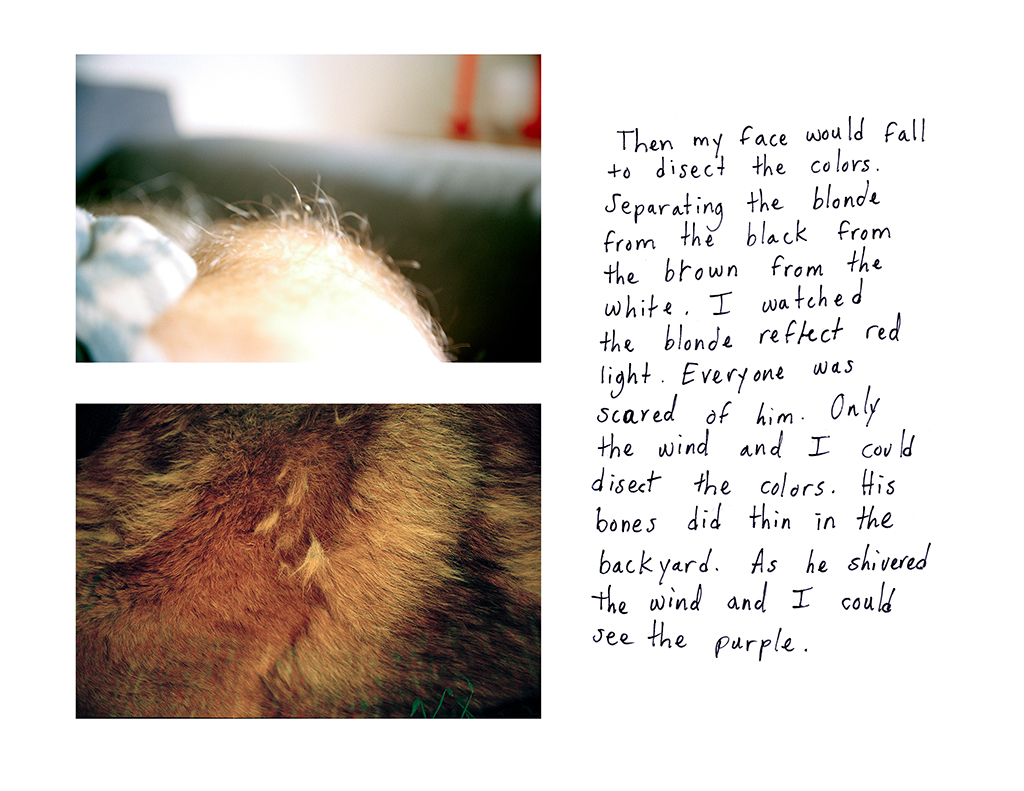 Then my face would fall
to disect the colors.
Separating the blonde
from the black from
the brown from the
white. I watched
the blonde reflect red
light. Everyone was
scared of him. Only
the wind and I could
disect the colors. His
bones did thin in the
backyard. As he shivered
the wind and I could
see the purple.